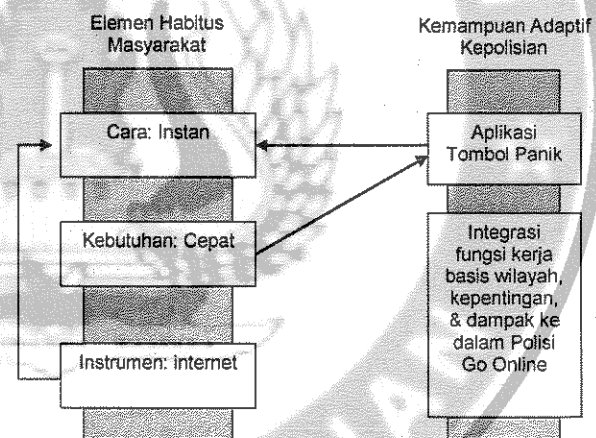 Elemen Habitus
Masyarakat
Kemampuan Adaptif
Kepolisian
Cara: Instan
Aplikasi
Tombol Panik
Kebutuhan: Cepat
Integrasi
fungsi kerja
basis wilayah,
kepentingan,
& dampak ke
dalam Polisi
Go Online
Instrumen: internet